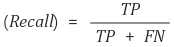 (Recall) = TP / (TP + FN)